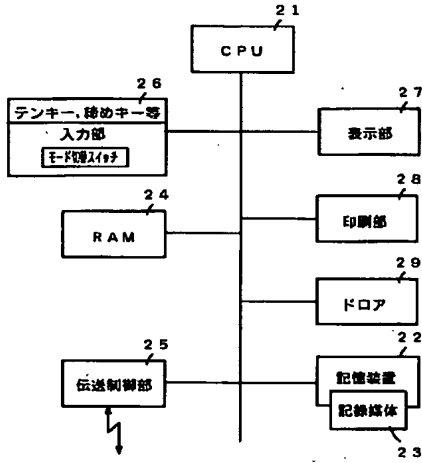 21
CPU
26
テンキー、締めキー等
入力部
モード切替スイッチ
27
表示部
28
印刷部
24
RAM
29
ドロア
25
伝送制御部
22
記憶装置
記録媒体
23